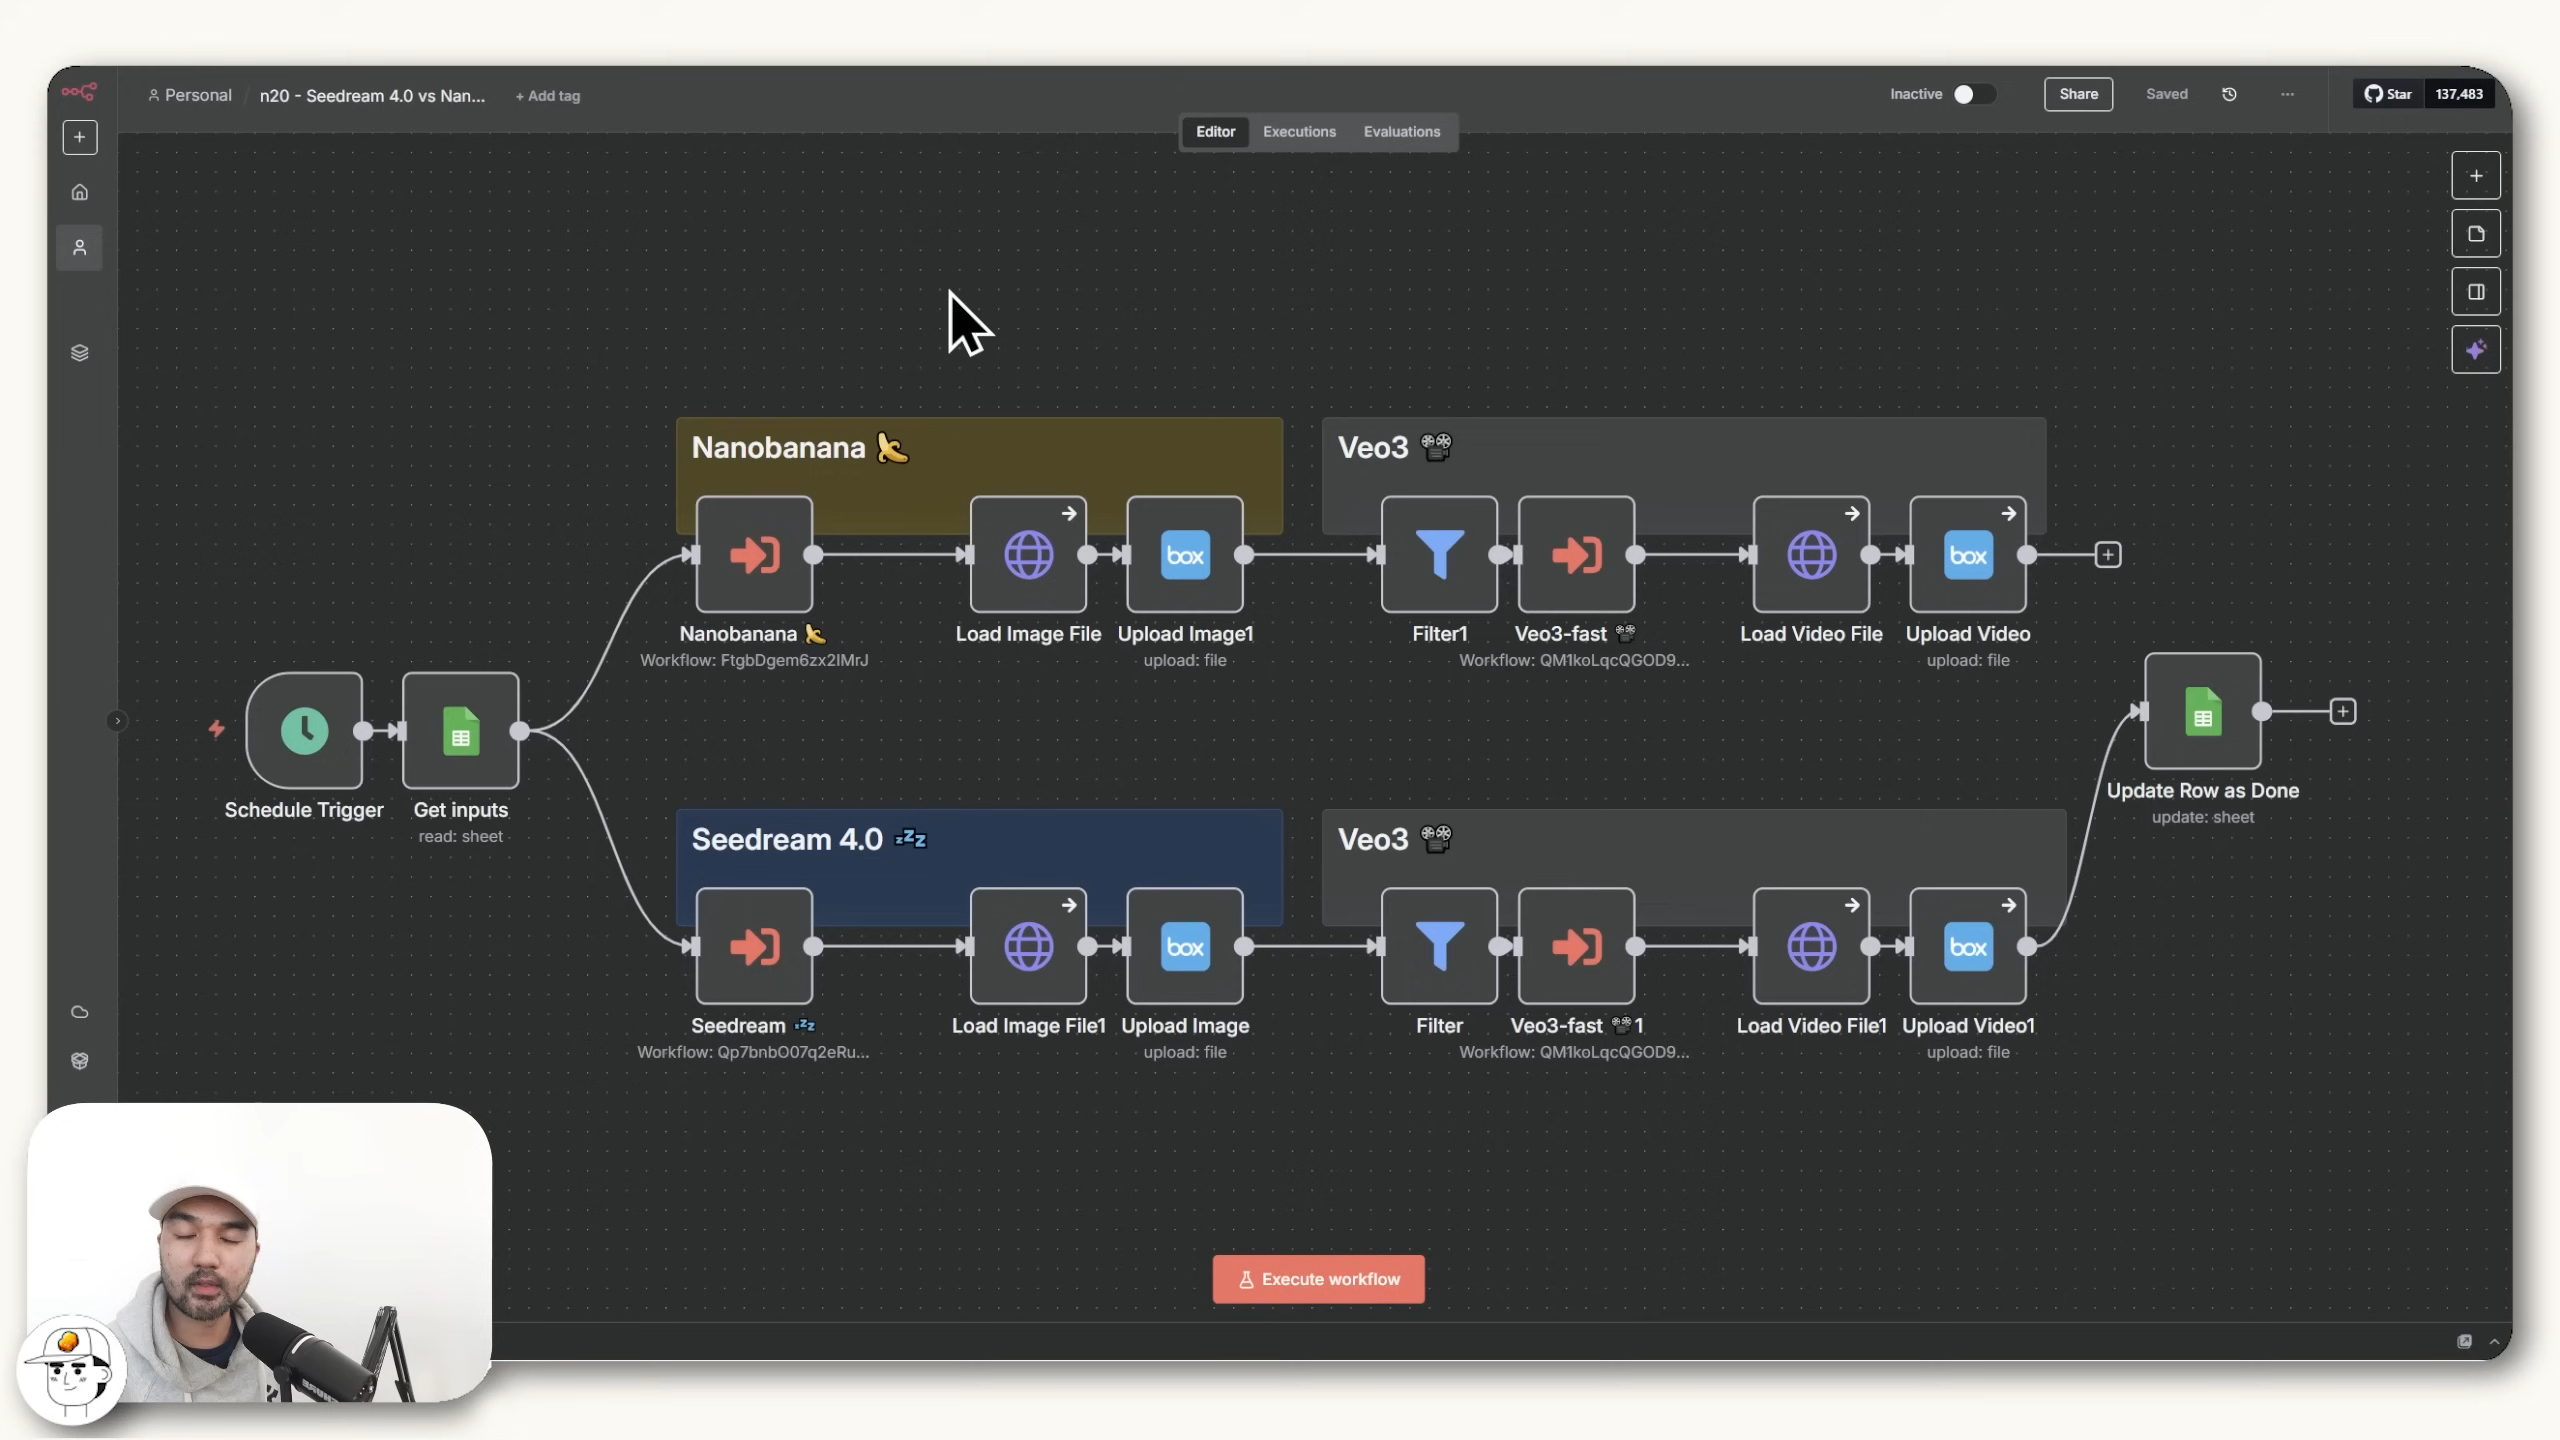 Personal / n20 - Seedream 4.0 vs Nan... + Add tag
Inactive Share Saved ... Star 137,483
Editor Executions Evaluations
Nanobanana 🍌 Veo3 📽
Nanobanana 🍌 Load Image File Upload Image1 Filter1 Veo3-fast 📽 Load Video File Upload Video
Workflow: FtgbDgem6zx2IMrJ upload: file Workflow: QM1koLqcQGOD9... upload: file
box box
Schedule Trigger Get inputs
read: sheet
Update Row as Done
update: sheet
Seedream 4.0 💤 Veo3 📽
box box
Seedream 💤 Load Image File1 Upload Image Filter Veo3-fast 📽1 Load Video File1 Upload Video1
Workflow: Qp7bnbO07q2eRu... upload: file Workflow: QM1koLqcQGOD9... upload: file
Execute workflow